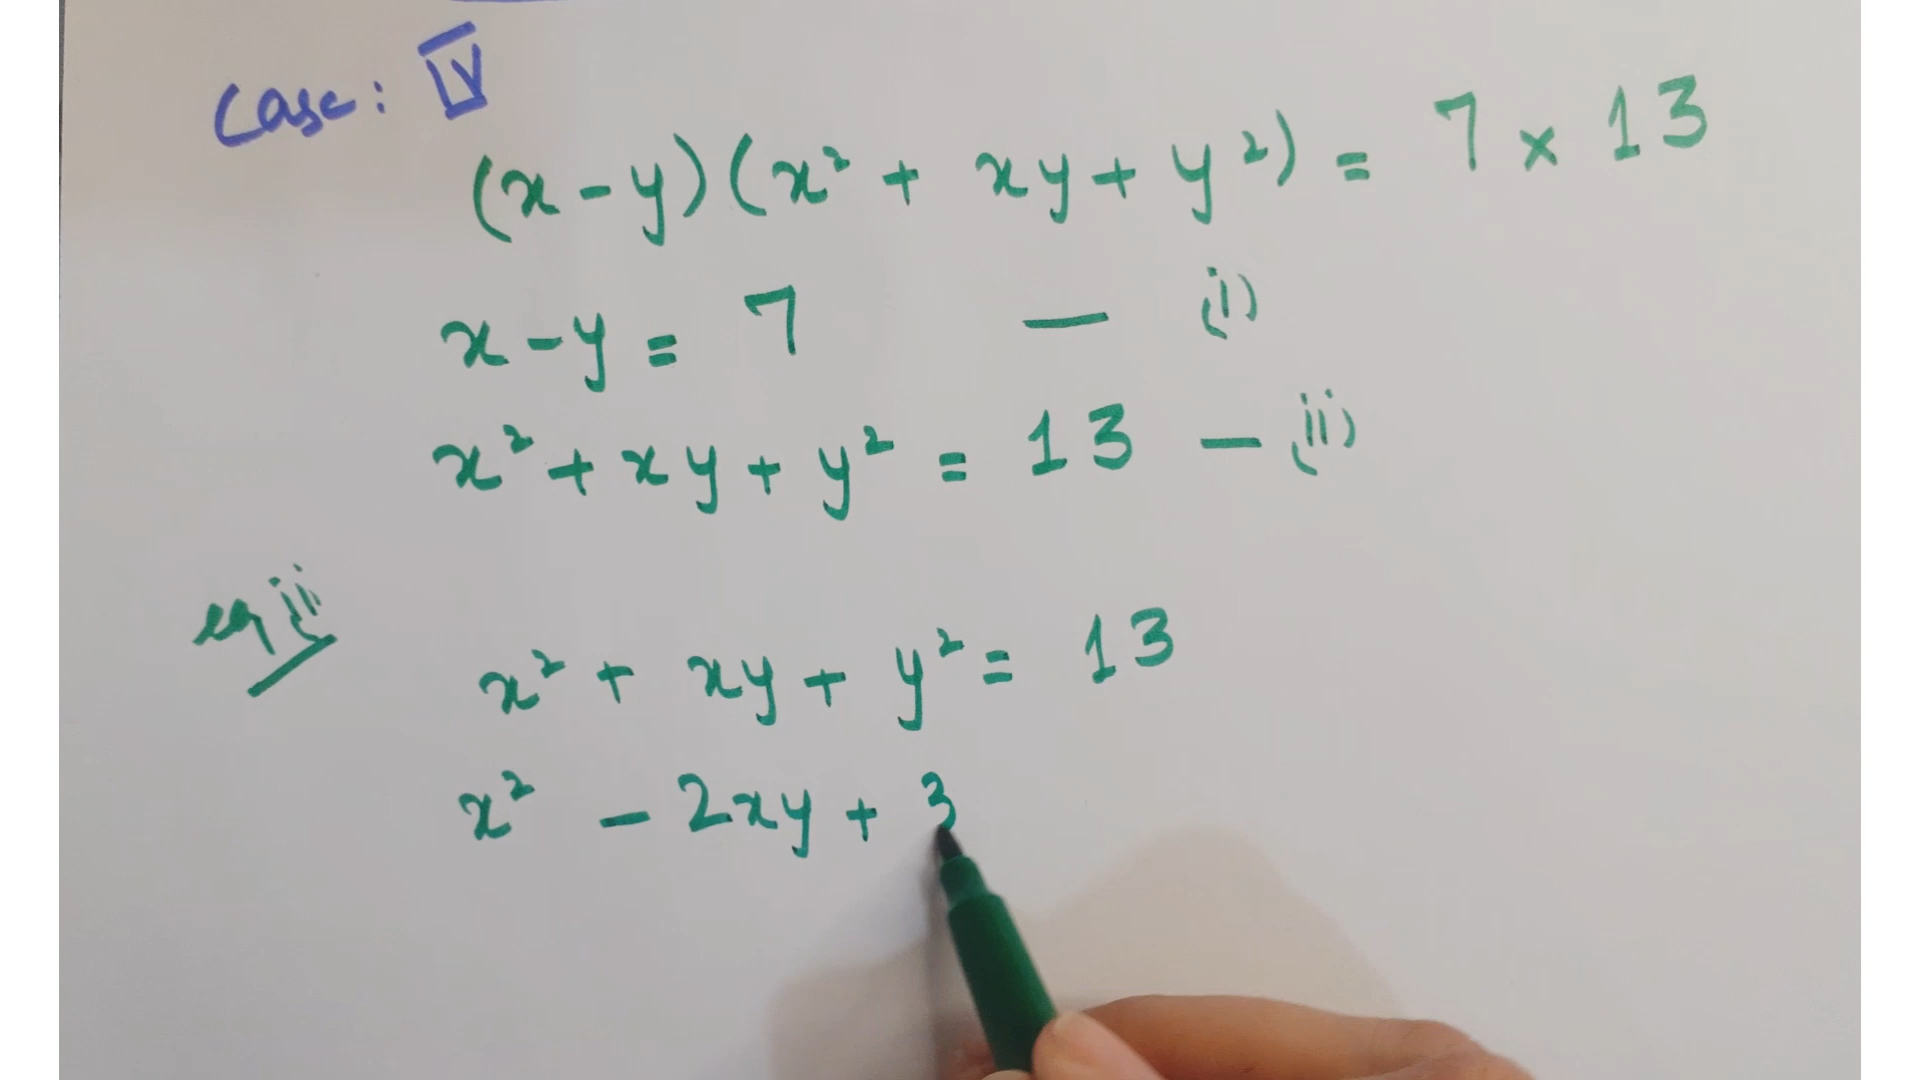 Case: IV
(x-y)(x² + xy + y²) = 7 × 13
x-y = 7 — (i)
x² + xy + y² = 13 — (ii)
eq ii
x² + xy + y² = 13
x² - 2xy + 3